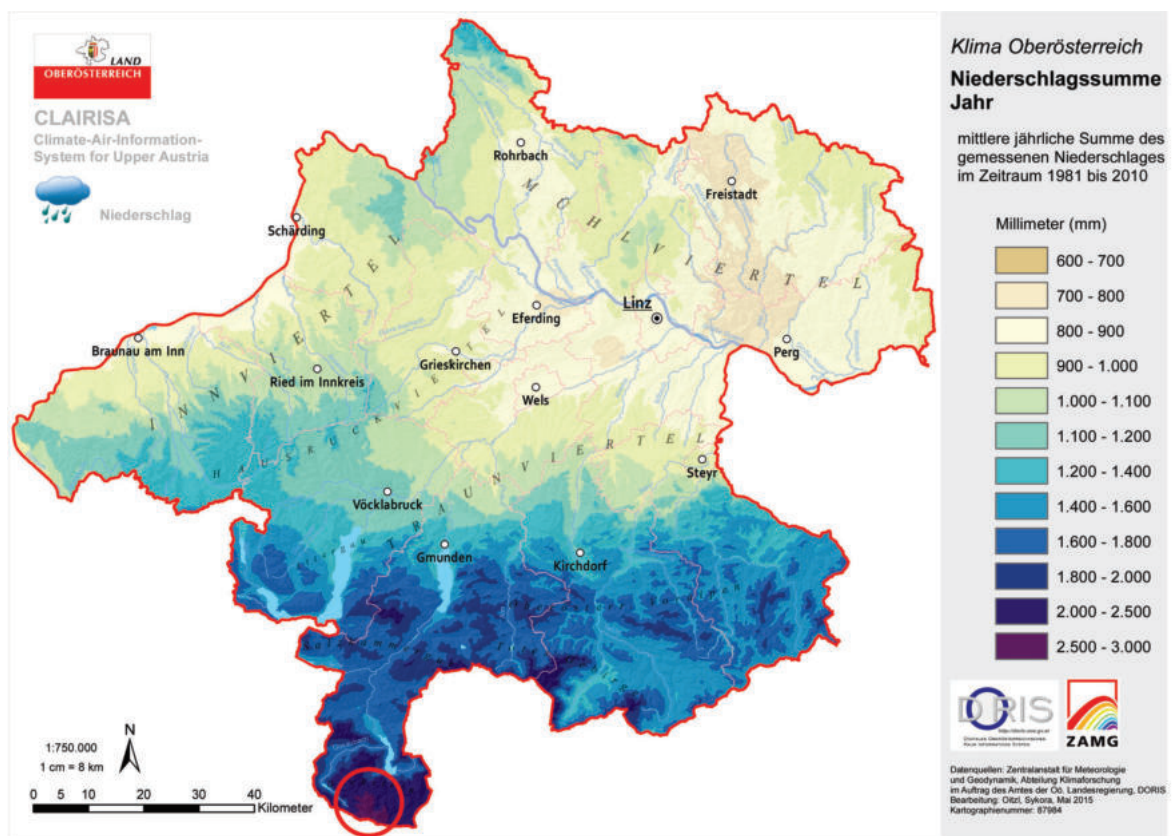 LAND
OBERÖSTERREICH
CLAIRISA
Climate-Air-Information-
System for Upper Austria
Niederschlag
Klima Oberösterreich
Niederschlagssumme
Jahr
mittlere jährliche Summe des
gemessenen Niederschlages
im Zeitraum 1981 bis 2010
Millimeter (mm)
600 - 700
700 - 800
800 - 900
900 - 1.000
1.000 - 1.100
1.100 - 1.200
1.200 - 1.400
1.400 - 1.600
1.600 - 1.800
1.800 - 2.000
2.000 - 2.500
2.500 - 3.000
Rohrbach
Freistadt
Schärding
MÜHLVIERTEL
Linz
Eferding
Perg
Braunau am Inn
Grieskirchen
Ried im Innkreis
INNVIERTEL
Wels
HAUSRUCKVIERTEL
Steyr
TRAUNVIERTEL
Vöcklabruck
Gmunden
Kirchdorf
N
1:750.000
1 cm = 8 km
0 5 10 20 30 40
Kilometer
DORIS
DIGITALES OBERÖSTERREICHISCHES
RAUM INFORMATIONS SYSTEM
ZAMG
Datenquellen: Zentralanstalt für Meteorologie
und Geodynamik, Abteilung Klimaforschung
im Auftrag des Amtes der Oö. Landesregierung, DORIS
Bearbeitung: Oitzl, Sykora, Mai 2015
Kartographienummer: 87984